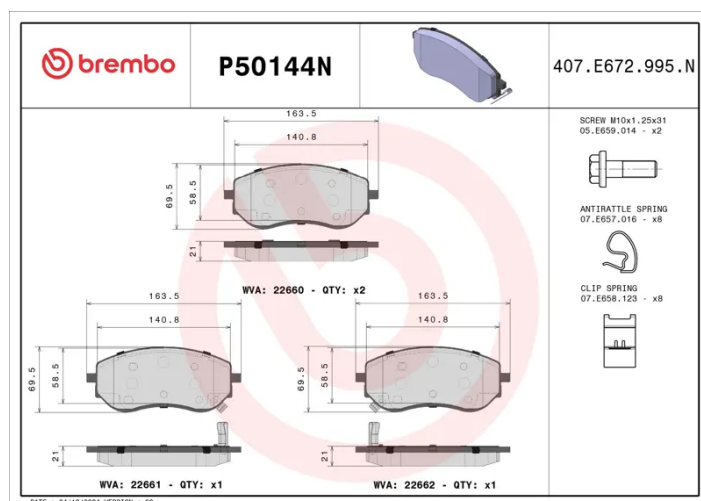 brembo
P50144N
407.E672.995.N
163.5
140.8
69.5
58.5
21
WVA: 22660 - QTY: x2
SCREW M10x1.25x31
05.E659.014 - x2
ANTIRATTLE SPRING
07.E657.016 - x8
CLIP SPRING
07.E658.123 - x8
163.5
140.8
69.5
58.5
21
WVA: 22661 - QTY: x1
163.5
140.8
69.5
58.5
21
WVA: 22662 - QTY: x1